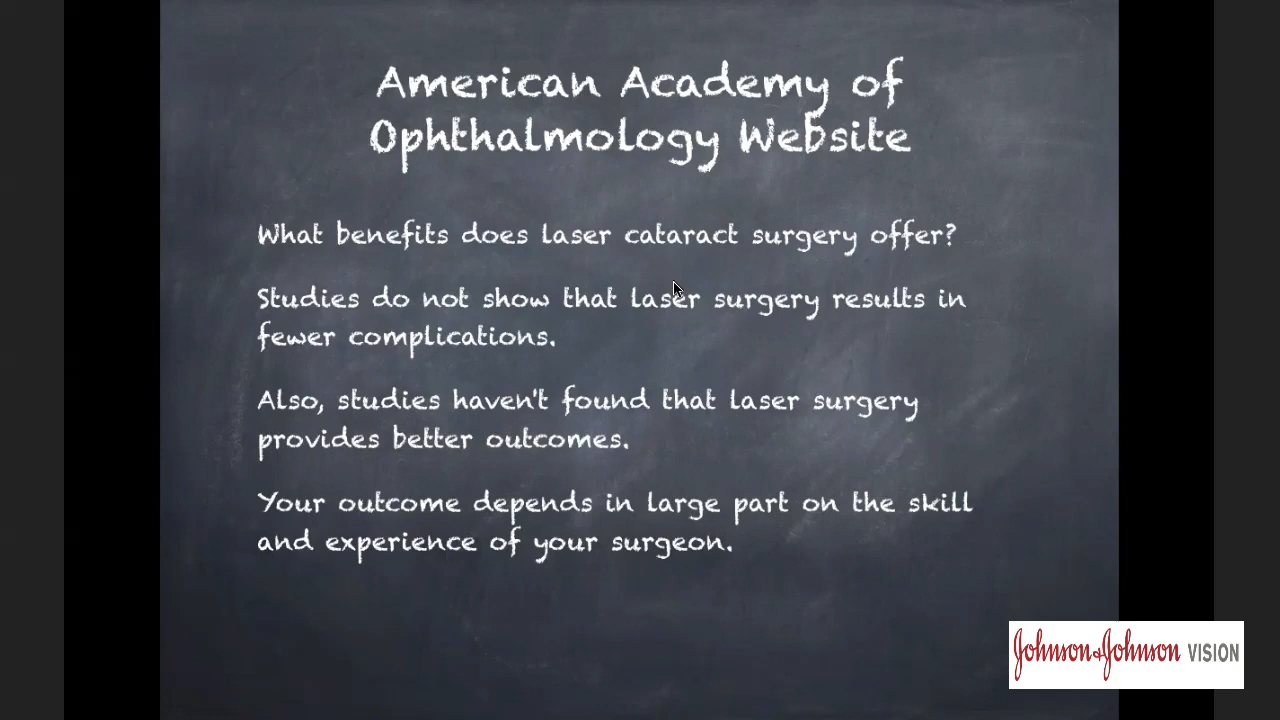 American Academy of
Ophthalmology Website
What benefits does laser cataract surgery offer?
Studies do not show that laser surgery results in
fewer complications.
Also, studies haven't found that laser surgery
provides better outcomes.
Your outcome depends in large part on the skill
and experience of your surgeon.
Johnson & Johnson VISION